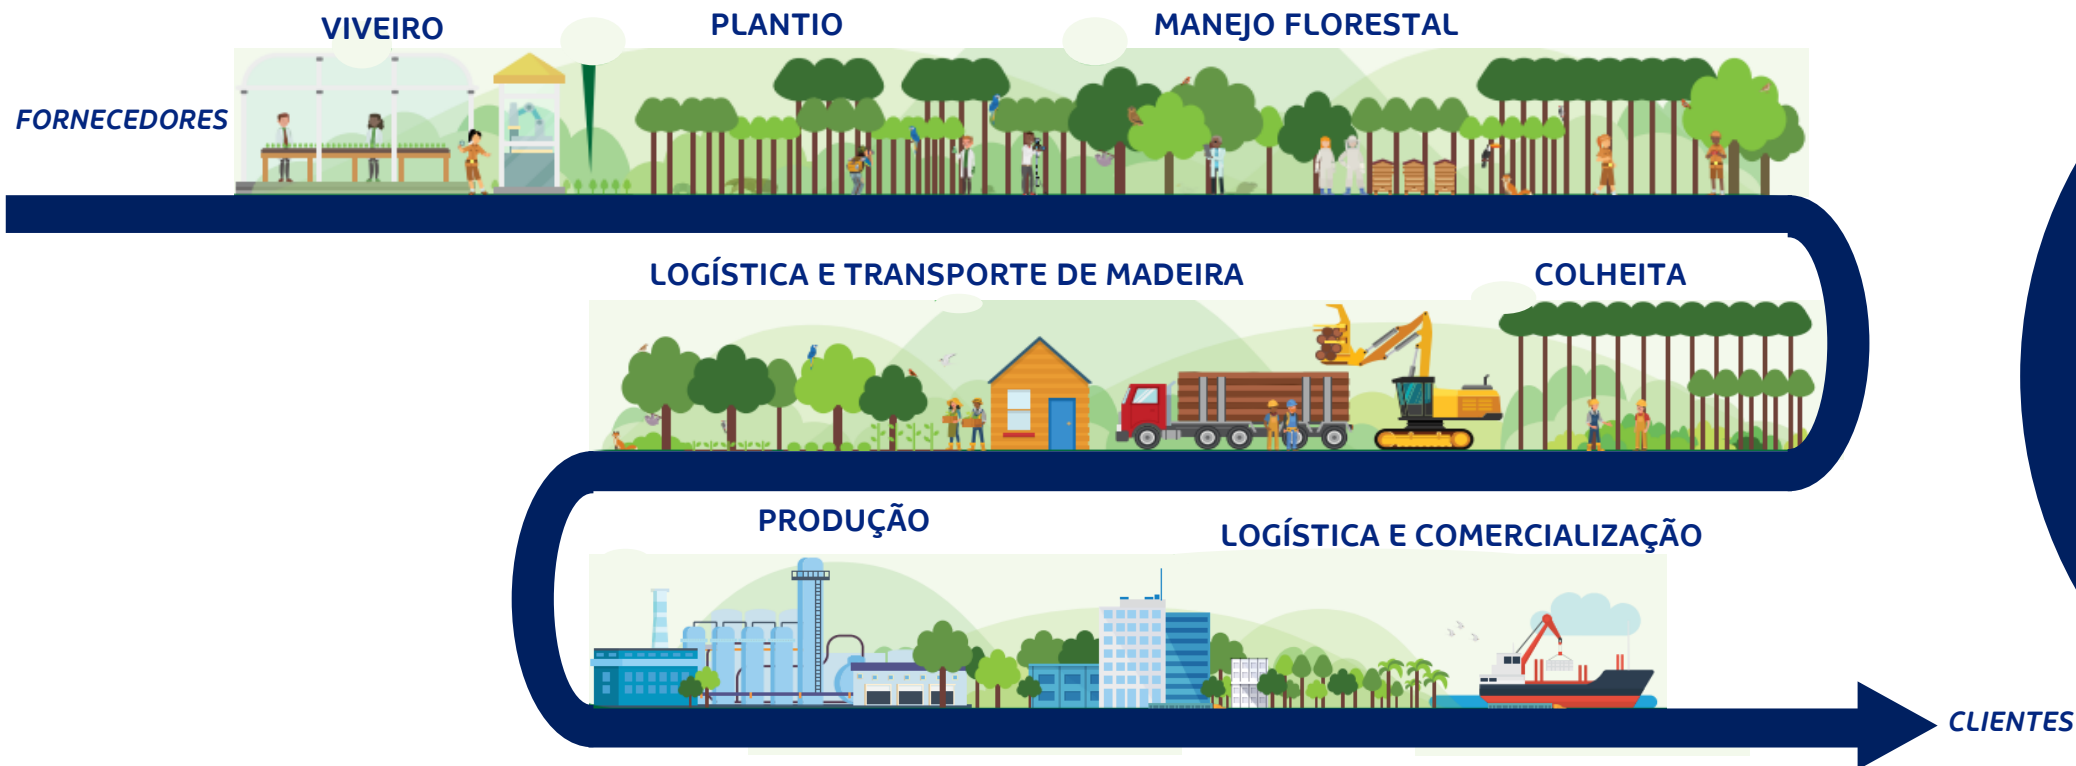 VIVEIRO
PLANTIO
MANEJO FLORESTAL
FORNECEDORES
LOGÍSTICA E TRANSPORTE DE MADEIRA
COLHEITA
PRODUÇÃO
LOGÍSTICA E COMERCIALIZAÇÃO
CLIENTES